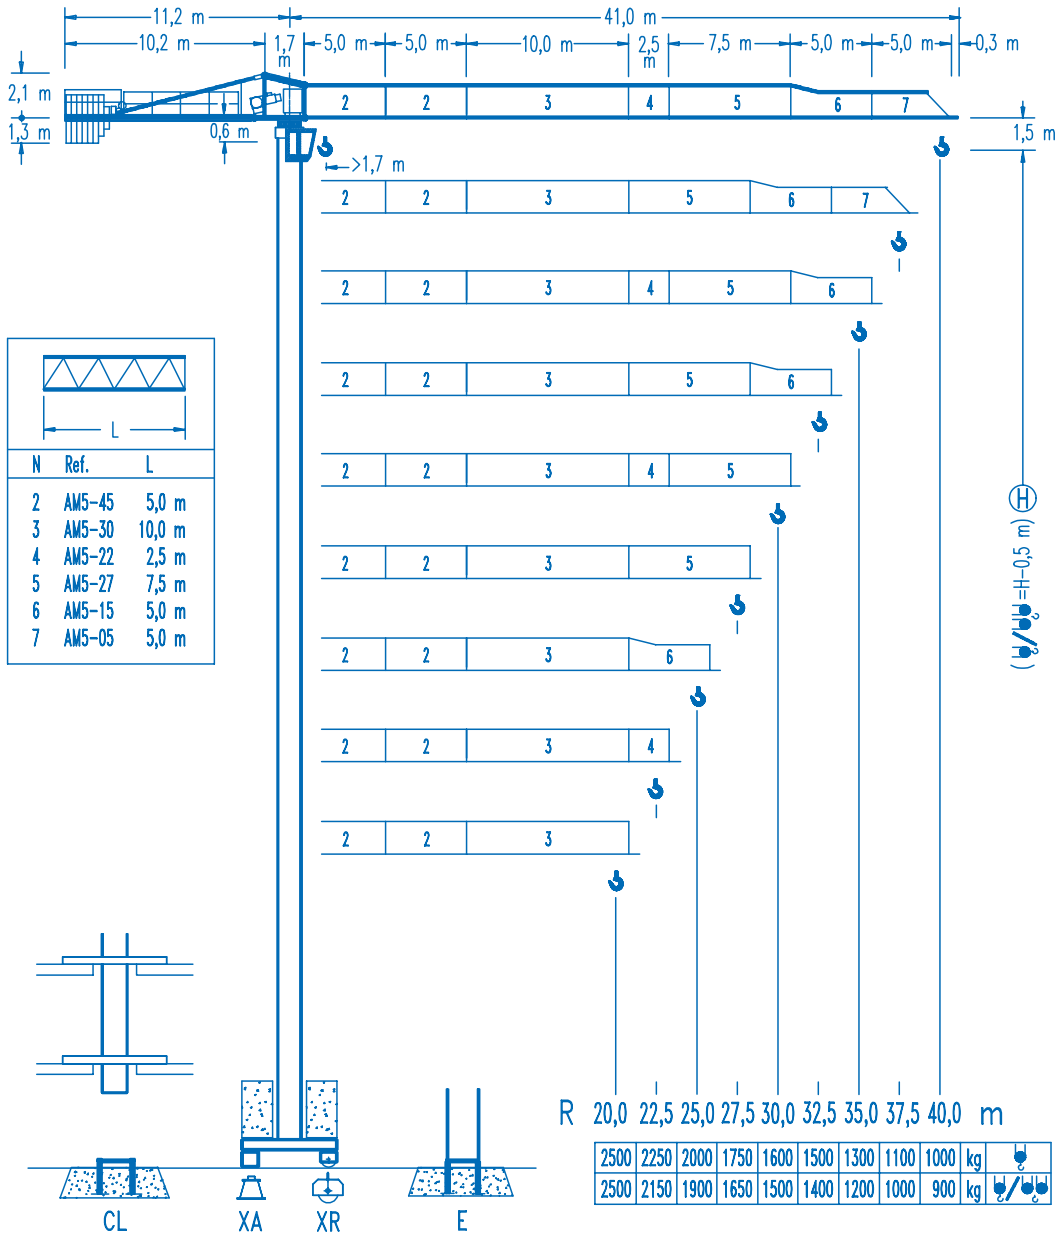 11,2 m 41,0 m
10,2 m 1,7 m 5,0 m 5,0 m 10,0 m 2,5 m 7,5 m 5,0 m 5,0 m 0,3 m
2,1 m
2 2 3 4 5 6 7
1,3 m 0,6 m 1,5 m
>1,7 m
2 2 3 5 6 7
2 2 3 4 5 6
2 2 3 5 6
L
N Ref. L
2 AM5-45 5,0 m
3 AM5-30 10,0 m
4 AM5-22 2,5 m
5 AM5-27 7,5 m
6 AM5-15 5,0 m
7 AM5-05 5,0 m
2 2 3 4 5
H
( / =H-0,5 m)
2 2 3 5
2 2 3 6
2 2 3 4
2 2 3
R 20,0 22,5 25,0 27,5 30,0 32,5 35,0 37,5 40,0 m
2500 2250 2000 1750 1600 1500 1300 1100 1000 kg
2500 2150 1900 1650 1500 1400 1200 1000 900 kg /
CL XA XR E